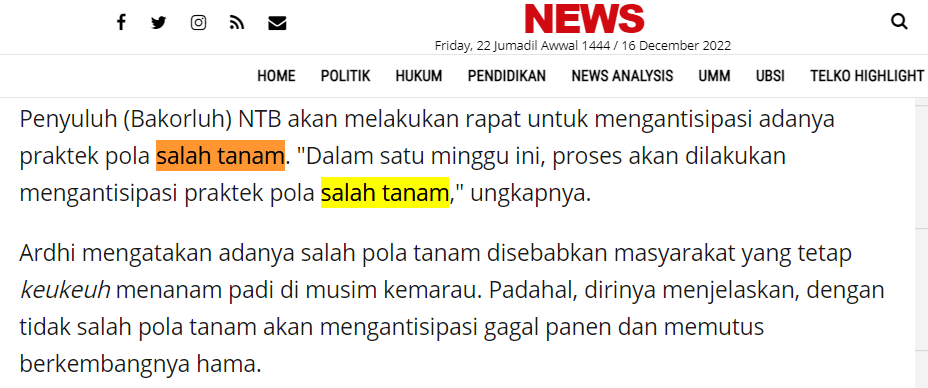 NEWS
Friday, 22 Jumadil Awwal 1444 / 16 December 2022
HOME POLITIK HUKUM PENDIDIKAN NEWS ANALYSIS UMM UBSI TELKO HIGHLIGHT
Penyuluh (Bakorluh) NTB akan melakukan rapat untuk mengantisipasi adanya
praktek pola salah tanam. "Dalam satu minggu ini, proses akan dilakukan
mengantisipasi praktek pola salah tanam," ungkapnya.
Ardhi mengatakan adanya salah pola tanam disebabkan masyarakat yang tetap
keukeuh menanam padi di musim kemarau. Padahal, dirinya menjelaskan, dengan
tidak salah pola tanam akan mengantisipasi gagal panen dan memutus
berkembangnya hama.